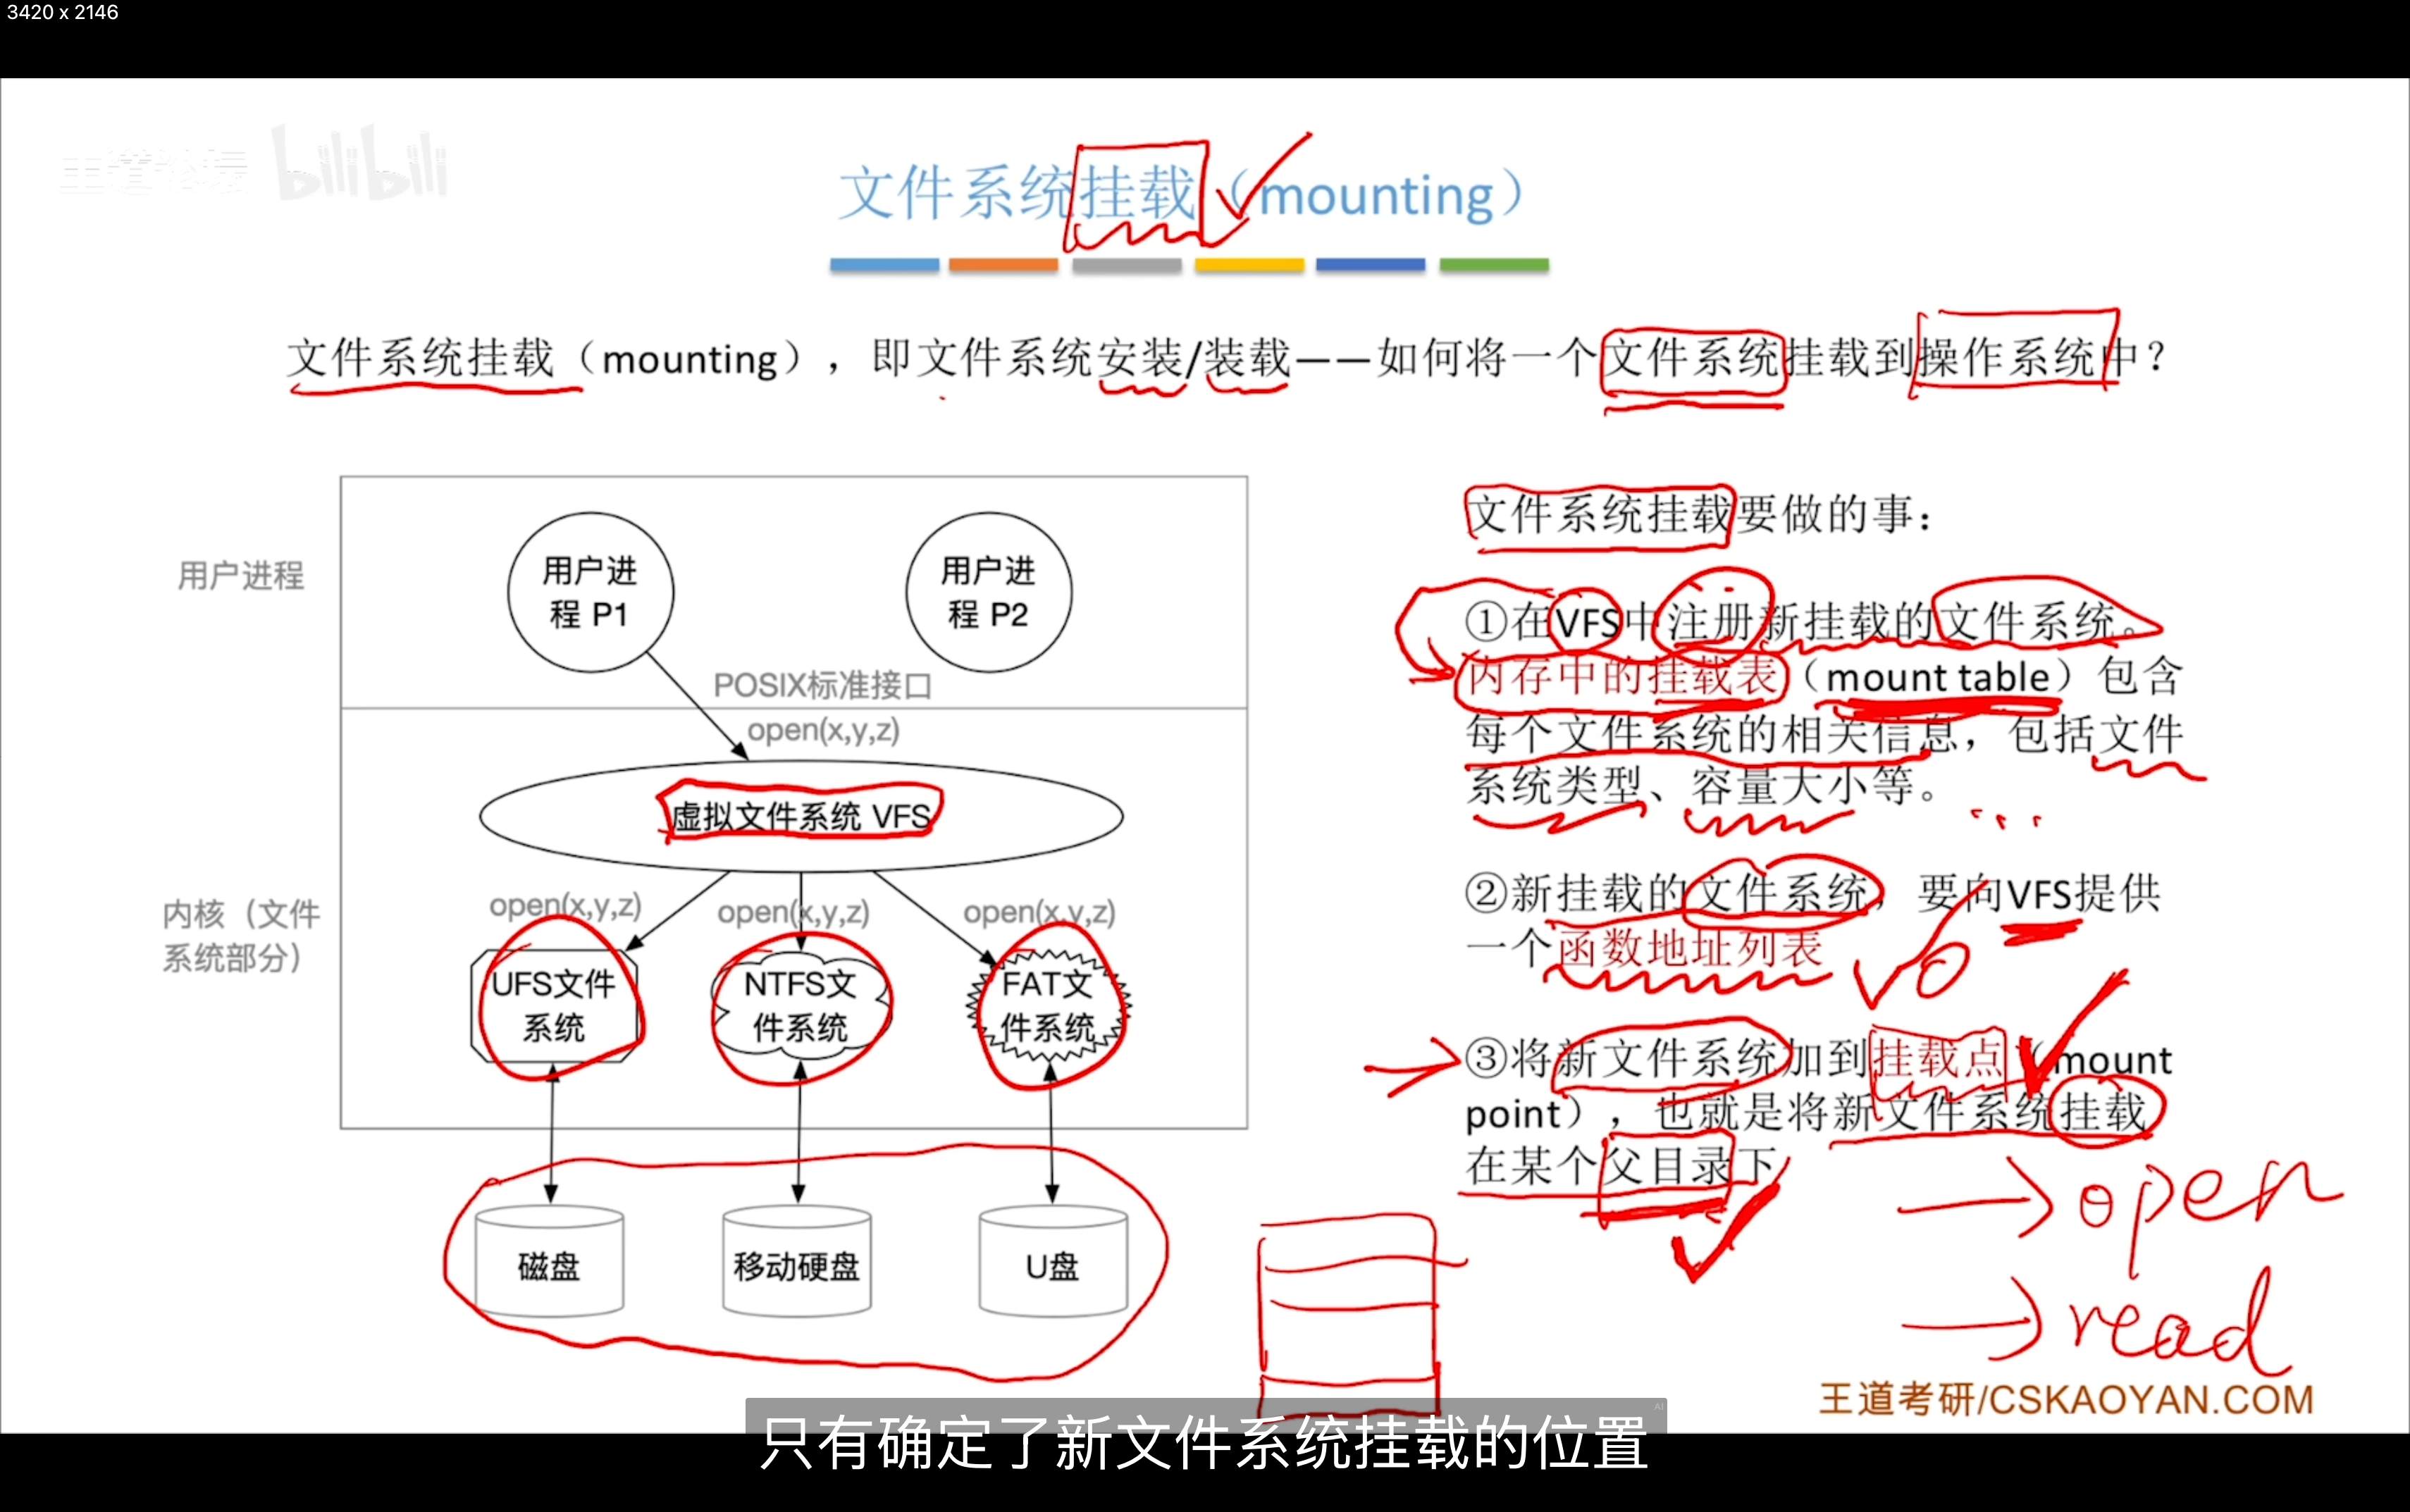 3420 x 2146
bilibili
文件系统挂载（mounting）
文件系统挂载（mounting），即文件系统安装/装载——如何将一个文件系统挂载到操作系统中？
用户进程
用户进
程 P1
用户进
程 P2
POSIX标准接口
open(x,y,z)
虚拟文件系统 VFS
内核（文件
系统部分）
open(x,y,z)
open(x,y,z)
open(x,y,z)
UFS文件
系统
NTFS文
件系统
FAT文
件系统
磁盘
移动硬盘
U盘
文件系统挂载要做的事：
①在VFS中注册新挂载的文件系统。
内存中的挂载表（mount table）包含
每个文件系统的相关信息，包括文件
系统类型、容量大小等。
②新挂载的文件系统，要向VFS提供
一个函数地址列表
③将新文件系统加到挂载点（mount
point），也就是将新文件系统挂载
在某个父目录下
open
read
王道考研/CSKAOYAN.COM
AI
只有确定了新文件系统挂载的位置